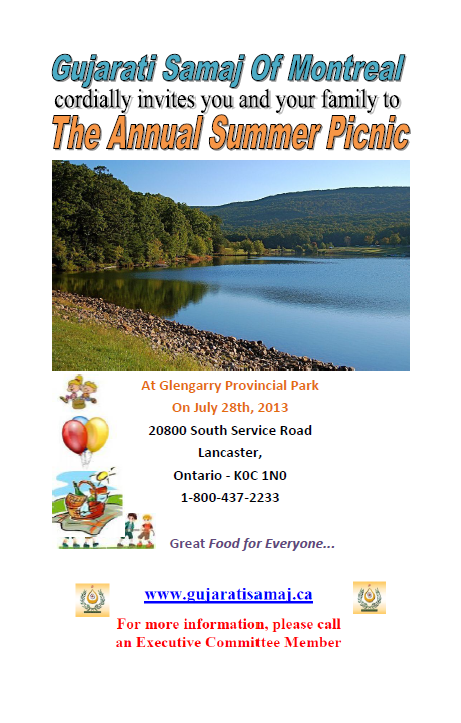 Gujarati Samaj Of Montreal
cordially invites you and your family to
The Annual Summer Picnic
At Glengarry Provincial Park
On July 28th, 2013
20800 South Service Road
Lancaster,
Ontario - K0C 1N0
1-800-437-2233
Great Food for Everyone...
www.gujaratisamaj.ca
For more information, please call
an Executive Committee Member